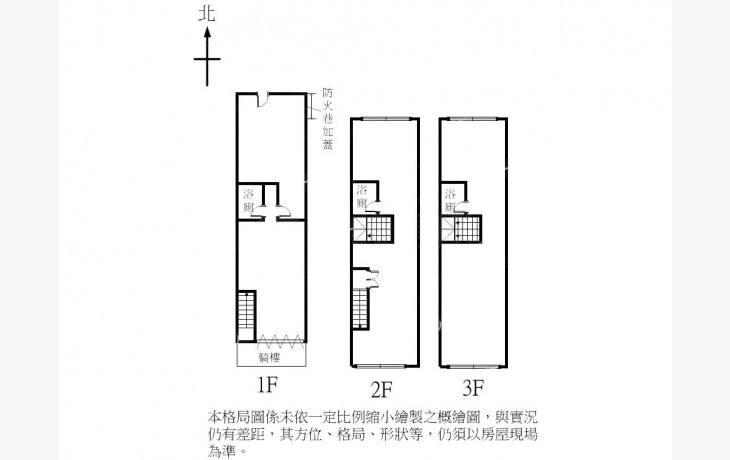 北
防火巷加蓋
浴廁
浴廁
浴廁
騎樓
1F
2F
3F
本格局圖係未依一定比例縮小繪製之概繪圖，與實況
仍有差距，其方位、格局、形狀等，仍須以房屋現場
為準。